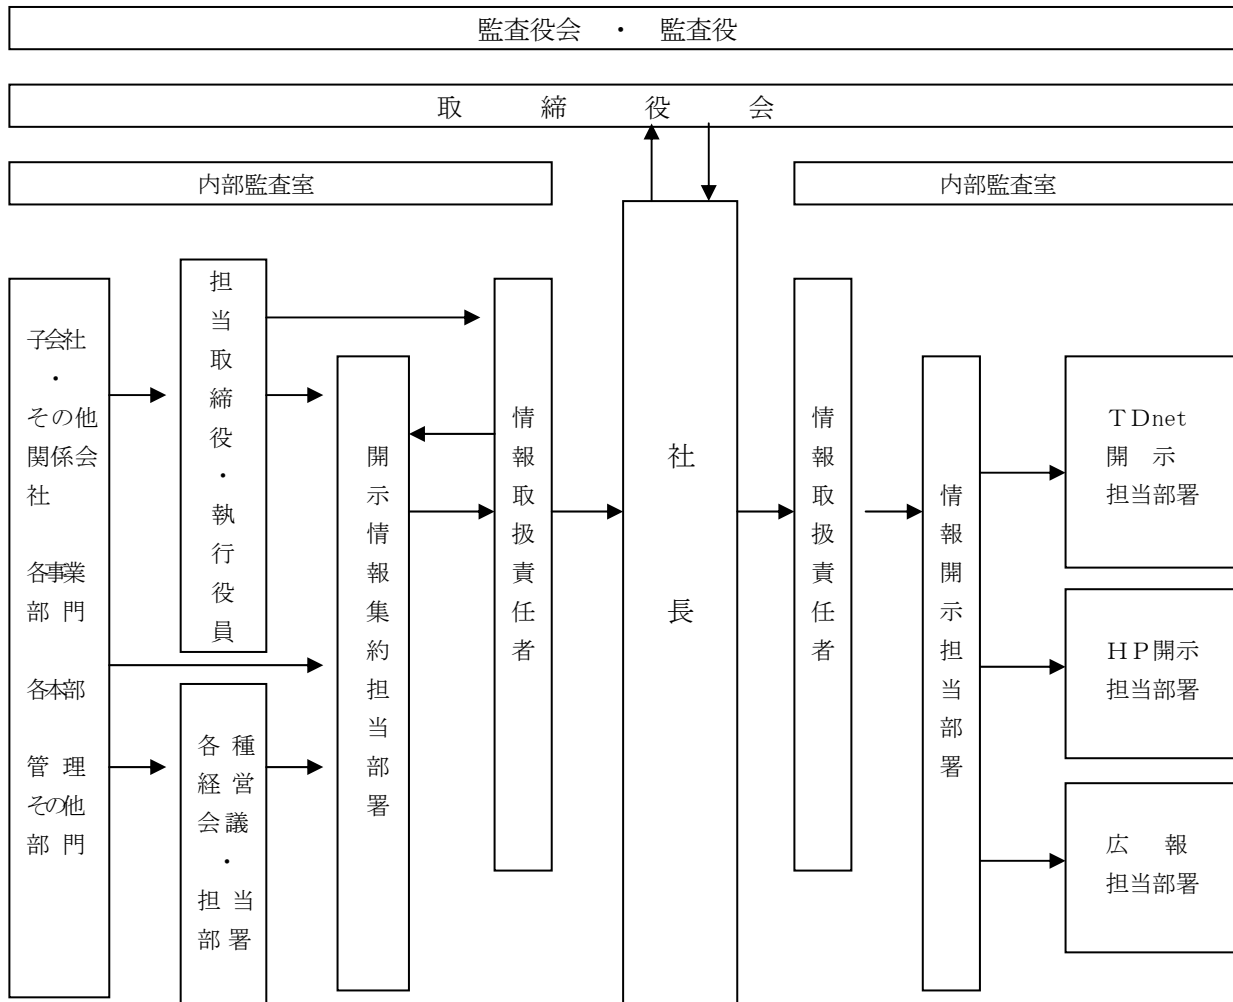 監査役会 ・ 監査役
取 締 役 会
内部監査室
内部監査室
子会社
・
その他
関係会
社
各事業
部 門
各本部
管 理
その他
部 門
担当取締役・執行役員
各 種
経 営
会 議
・
担 当
部 署
開示情報集約担当部署
情報取扱責任者
社長
情報取扱責任者
情報開示担当部署
ＴＤnet
開 示
担当部署
ＨＰ開示
担当部署
広 報
担当部署